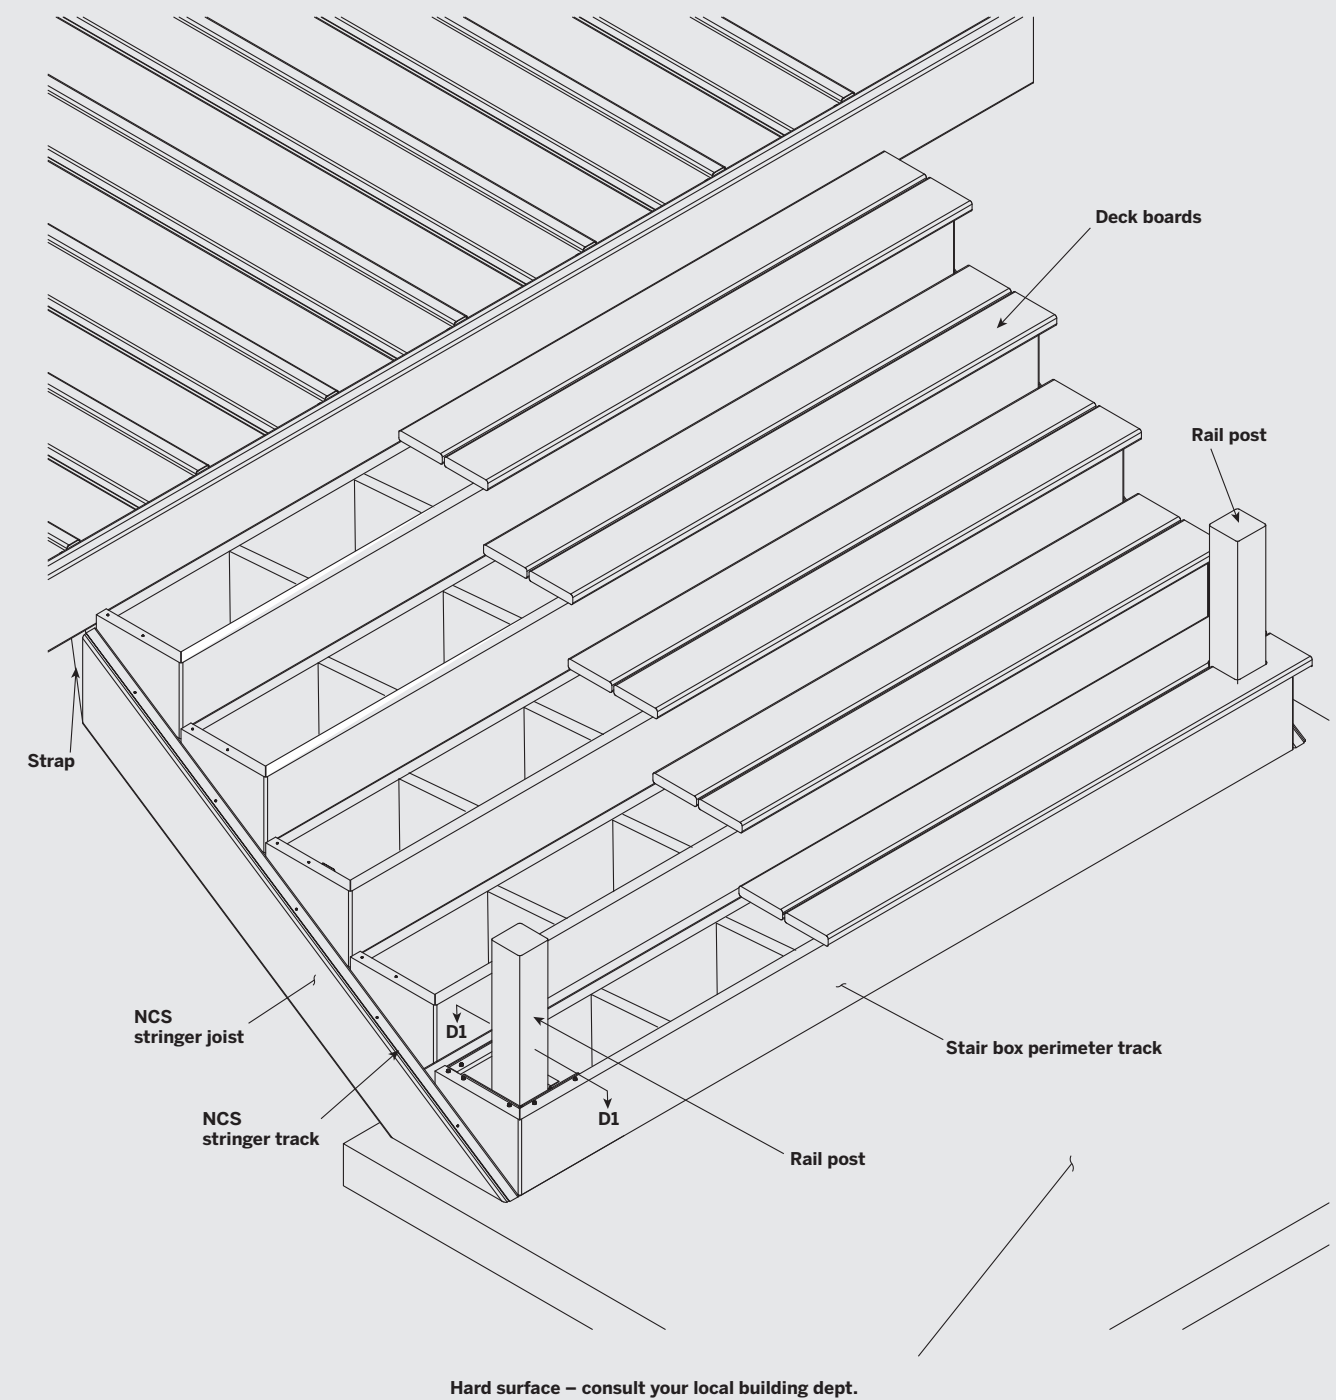 Deck boards
Rail post
Strap
NCS
stringer joist
D1
Stair box perimeter track
NCS
stringer track
D1
Rail post
Hard surface – consult your local building dept.